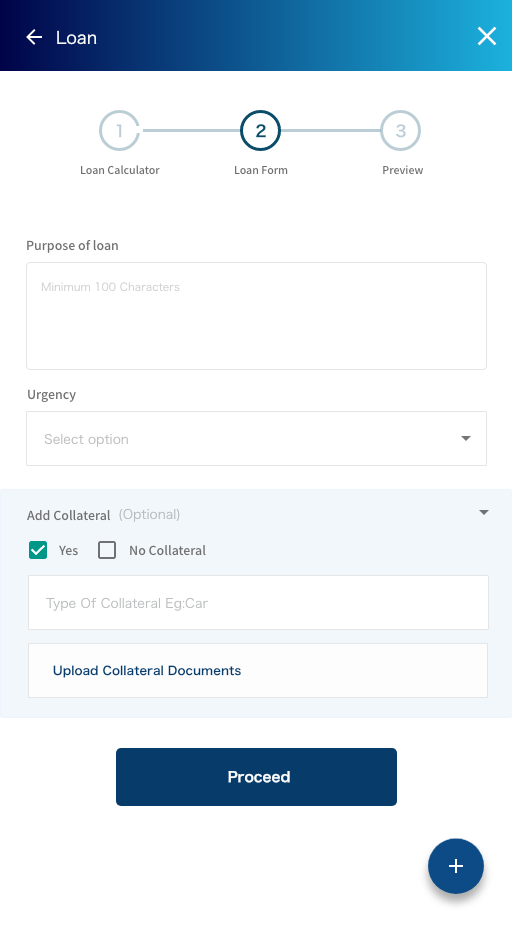 Loan
1 2 3
Loan Calculator Loan Form Preview
Purpose of loan
Minimum 100 Characters
Urgency
Select option
Add Collateral (Optional)
Yes No Collateral
Type Of Collateral Eg:Car
Upload Collateral Documents
Proceed